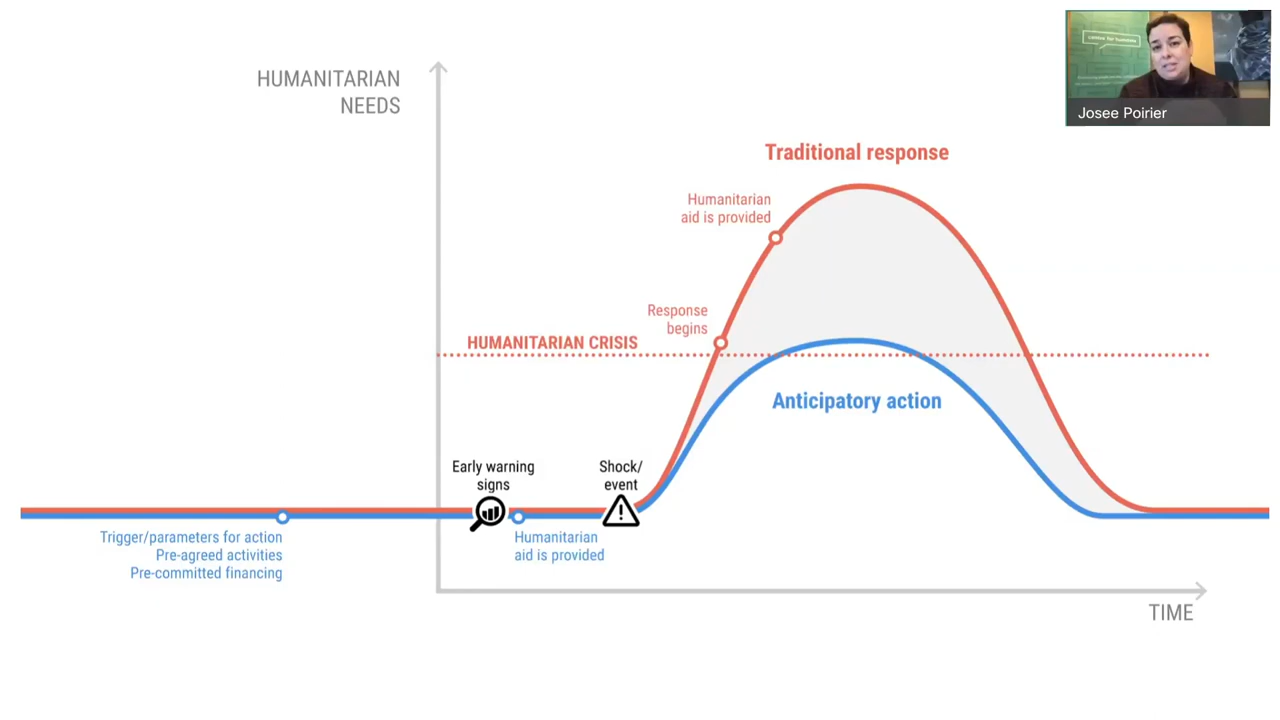 HUMANITARIAN
NEEDS
Josee Poirier
Traditional response
Humanitarian
aid is provided
Response
begins
HUMANITARIAN CRISIS
Anticipatory action
Early warning
signs
Shock/
event
Trigger/parameters for action
Pre-agreed activities
Pre-committed financing
Humanitarian
aid is provided
TIME